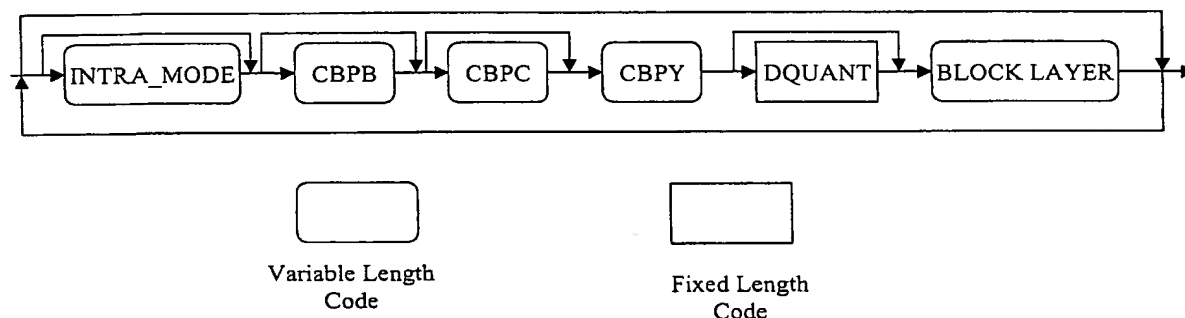 INTRA_MODE CBPB CBPC CBPY DQUANT BLOCK LAYER
Variable Length
Code
Fixed Length
Code